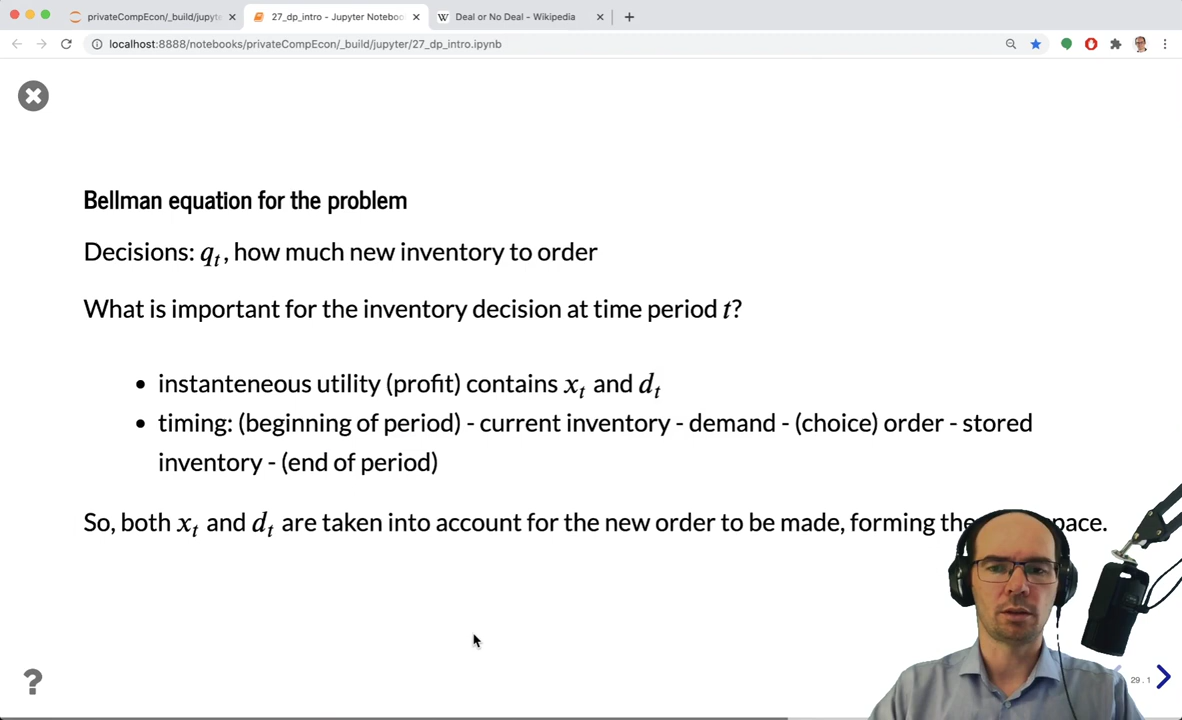 privateCompEcon/_build/jupyte
27_dp_intro - Jupyter Noteboo
Deal or No Deal - Wikipedia
localhost:8888/notebooks/privateCompEcon/_build/jupyter/27_dp_intro.ipynb
Bellman equation for the problem
Decisions: qₜ, how much new inventory to order
What is important for the inventory decision at time period t?
• instanteneous utility (profit) contains xₜ and dₜ
• timing: (beginning of period) - current inventory - demand - (choice) order - stored
inventory - (end of period)
So, both xₜ and dₜ are taken into account for the new order to be made, forming the pace.
?
29 . 1